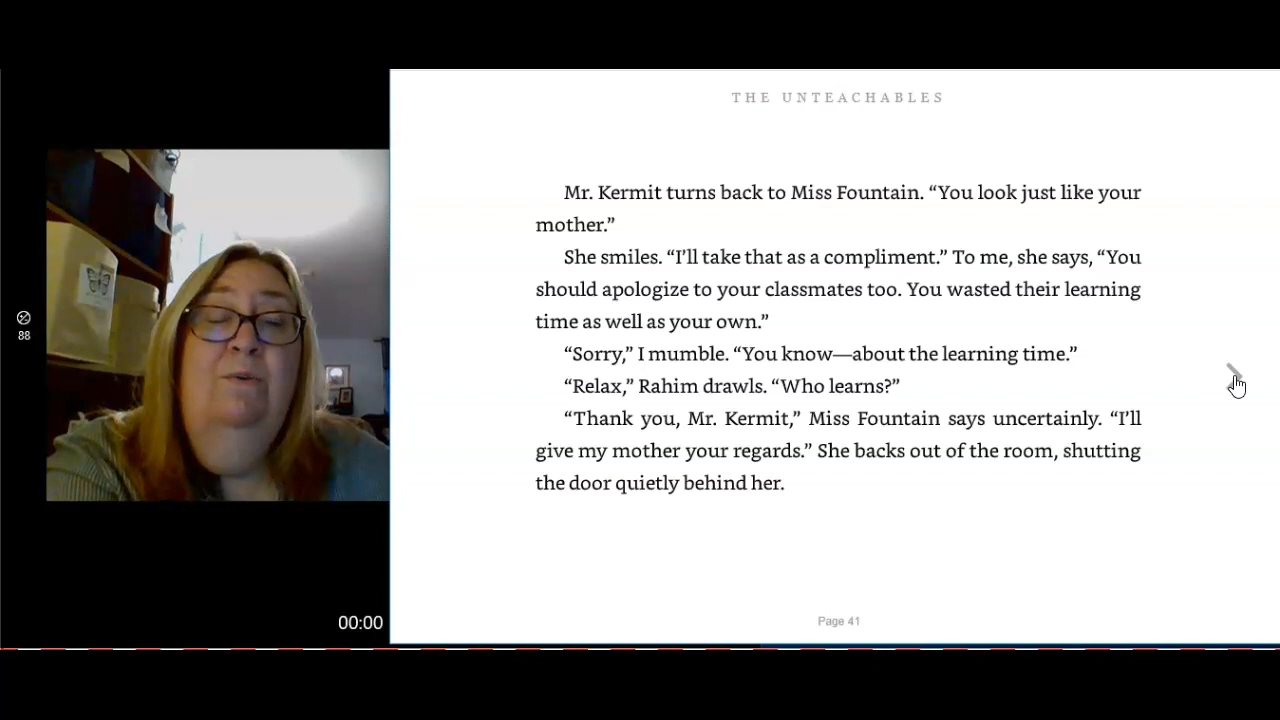 THE UNTEACHABLES
Mr. Kermit turns back to Miss Fountain. “You look just like your
mother.”
She smiles. “I’ll take that as a compliment.” To me, she says, “You
should apologize to your classmates too. You wasted their learning
time as well as your own.”
“Sorry,” I mumble. “You know—about the learning time.”
“Relax,” Rahim drawls. “Who learns?”
“Thank you, Mr. Kermit,” Miss Fountain says uncertainly. “I’ll
give my mother your regards.” She backs out of the room, shutting
the door quietly behind her.
Page 41
88
00:00